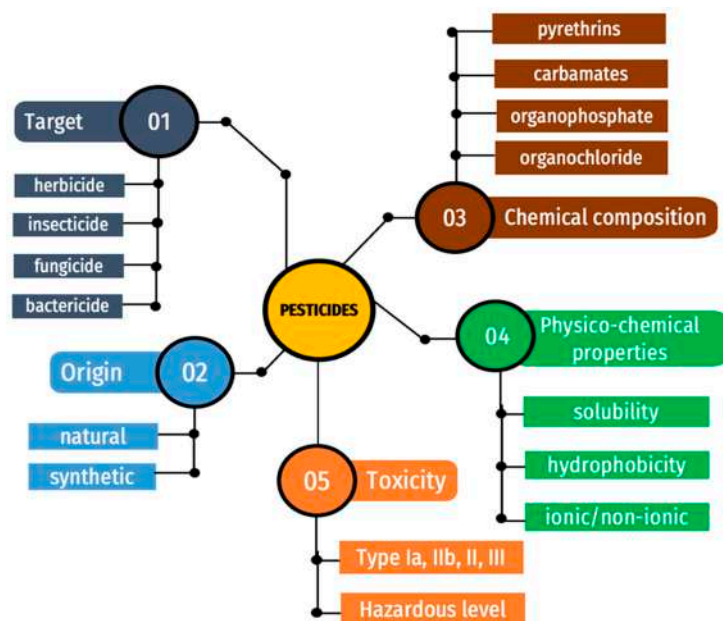 PESTICIDES
Target
01
herbicide
insecticide
fungicide
bactericide
Origin
02
natural
synthetic
pyrethrins
carbamates
organophosphate
organochloride
03
Chemical composition
04
Physico-chemical
properties
solubility
hydrophobicity
ionic/non-ionic
05
Toxicity
Type Ia, IIb, II, III
Hazardous level